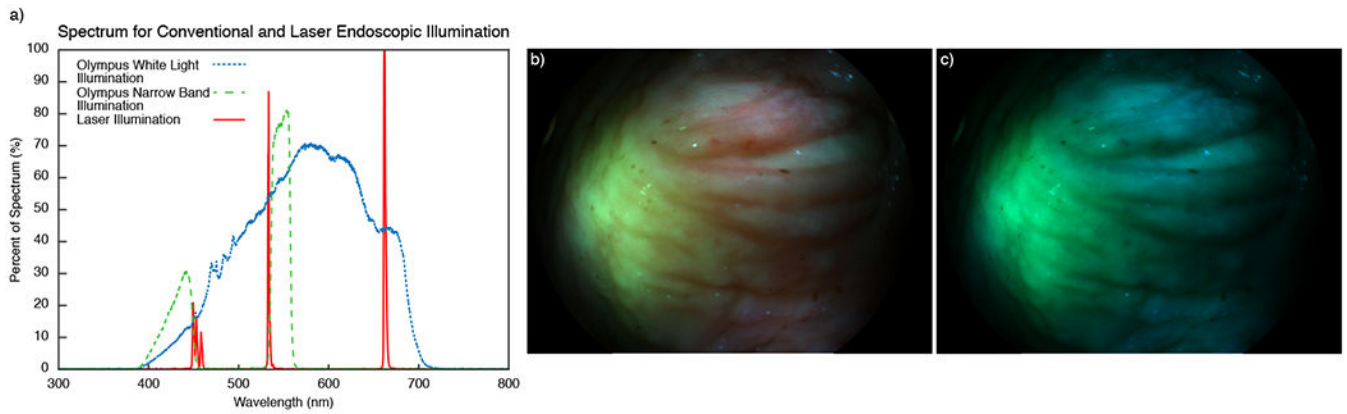 a)
Spectrum for Conventional and Laser Endoscopic Illumination
100
90
80
70
60
50
40
30
20
10
0
Percent of Spectrum (%)
Olympus White Light
Illumination
Olympus Narrow Band
Illumination
Laser Illumination
300 400 500 600 700 800
Wavelength (nm)
b)
c)